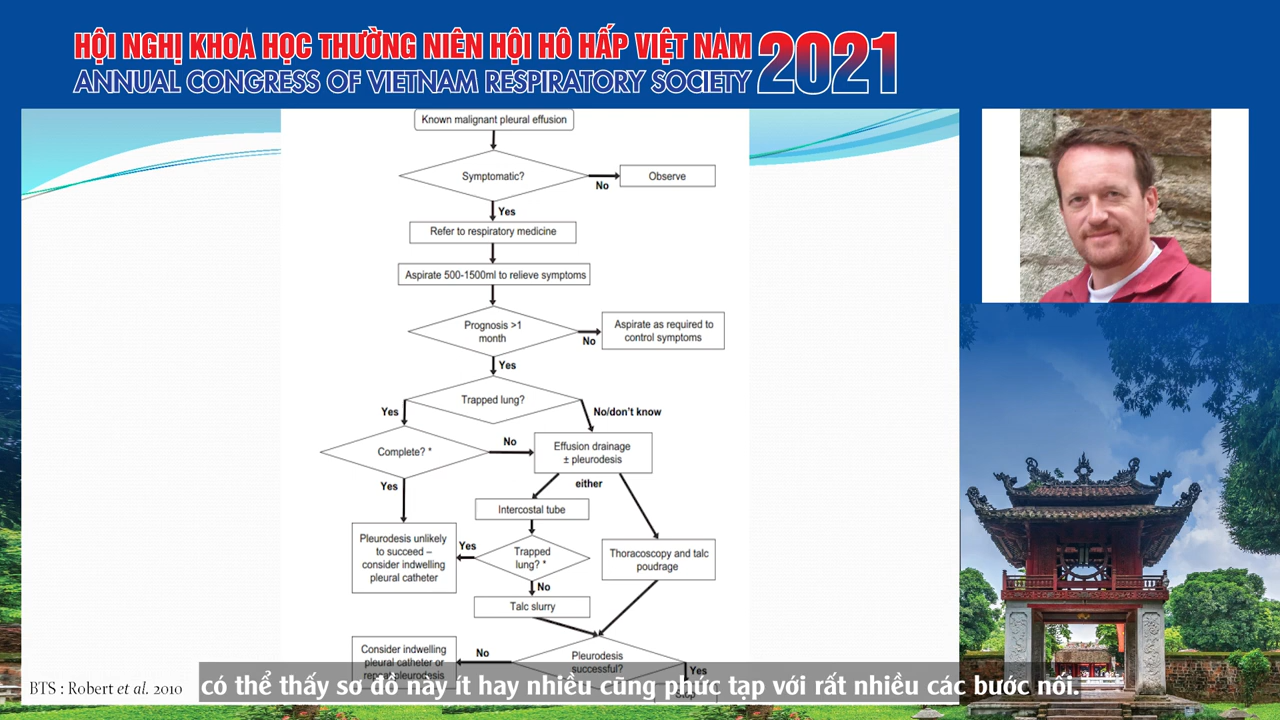 HỘI NGHỊ KHOA HỌC THƯỜNG NIÊN HỘI HÔ HẤP VIỆT NAM 2021
ANNUAL CONGRESS OF VIETNAM RESPIRATORY SOCIETY
Known malignant pleural effusion
Symptomatic?
No
Observe
Yes
Refer to respiratory medicine
Aspirate 500-1500ml to relieve symptoms
Prognosis >1
month
No
Aspirate as required to
control symptoms
Yes
Trapped lung?
Yes
No/don't know
Complete? *
No
Effusion drainage
± pleurodesis
Yes
either
Intercostal tube
Pleurodesis unlikely
to succeed –
consider indwelling
pleural catheter
Yes
Trapped
lung? *
Thoracoscopy and talc
poudrage
No
Talc slurry
Consider indwelling
pleural catheter or
repeat pleurodesis
No
Pleurodesis
successful?
Yes
Stop
BTS : Robert et al. 2010
có thể thấy sơ đồ này ít hay nhiều cũng phức tạp với rất nhiều các bước nối.